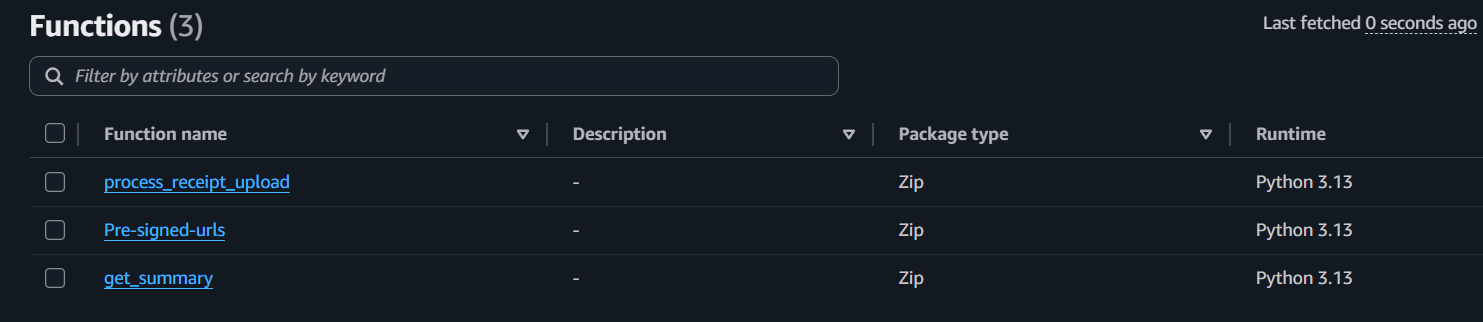 Functions (3)
Last fetched 0 seconds ago
Filter by attributes or search by keyword
Function name Description Package type Runtime
process_receipt_upload - Zip Python 3.13
Pre-signed-urls - Zip Python 3.13
get_summary - Zip Python 3.13